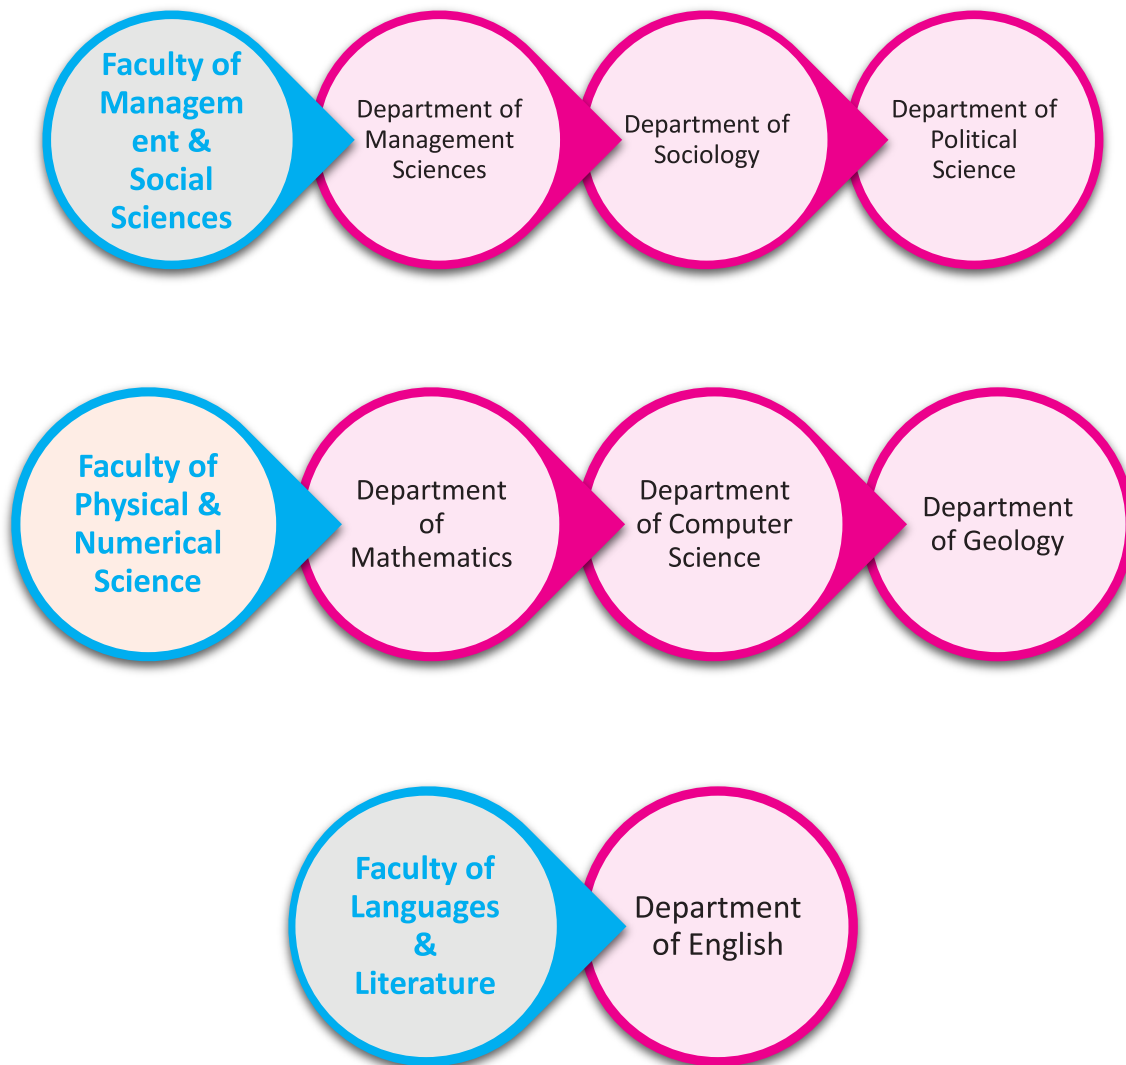 Faculty of
Managem
ent &
Social
Sciences
Department of
Management
Sciences
Department of
Sociology
Department of
Political
Science
Faculty of
Physical &
Numerical
Science
Department
of
Mathematics
Department
of Computer
Science
Department
of Geology
Faculty of
Languages
&
Literature
Department
of English